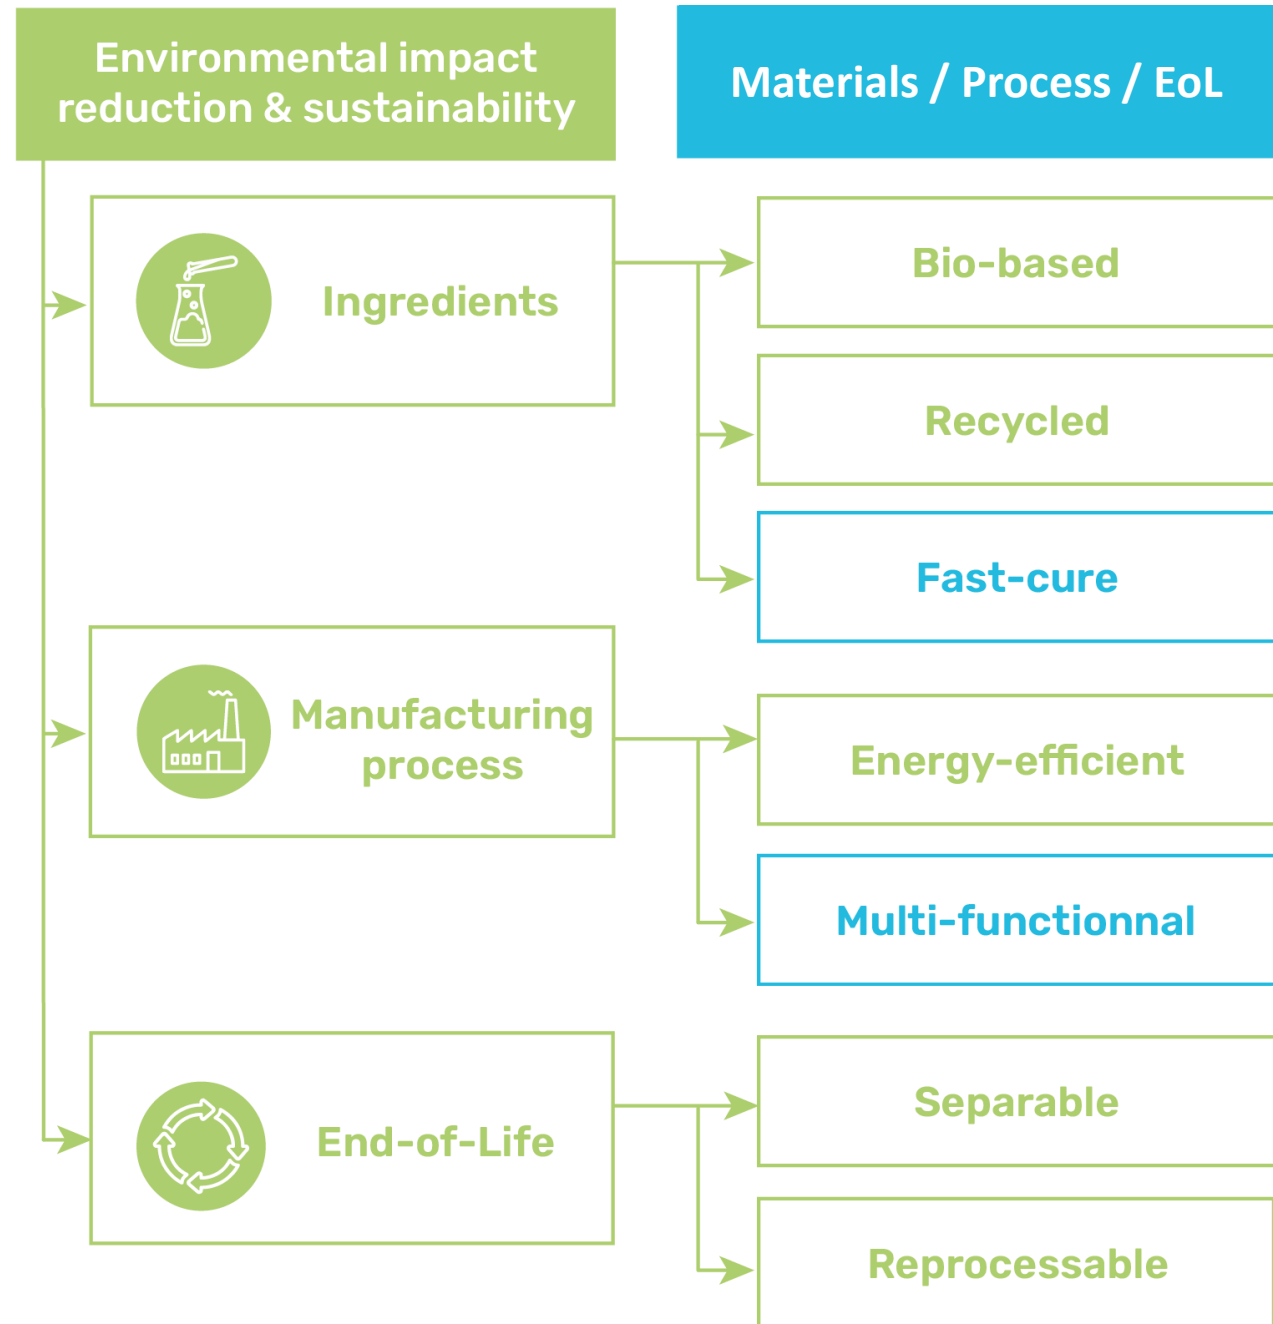 Environmental impact
reduction & sustainability
Materials / Process / EoL
Ingredients
Bio-based
Recycled
Fast-cure
Manufacturing
process
Energy-efficient
Multi-functionnal
End-of-Life
Separable
Reprocessable